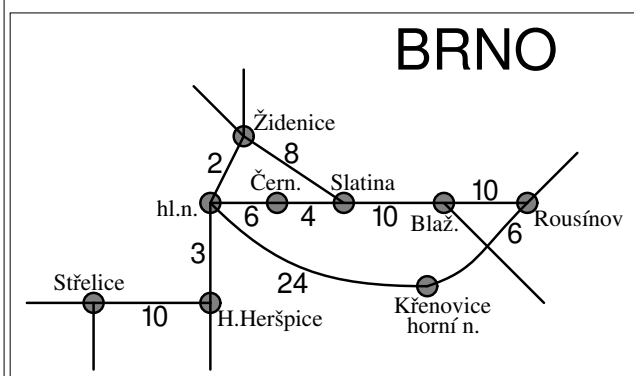 BRNO
Židenice
2
8
Čern.
Slatina
10
hl.n.
6
4
10
Blaž.
Rousínov
6
3
24
Střelice
Křenovice
horní n.
10
H.Heršpice